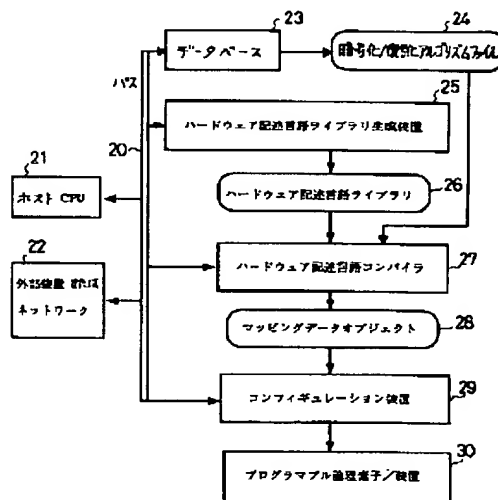 23
データベース
24
暗号化/復号化アルゴリズムファイル
バス
25
ハードウェア記述言語ライブラリ生成装置
20
21
ホスト CPU
26
ハードウェア記述言語ライブラリ
22
外部装置または
ネットワーク
27
ハードウェア記述言語コンパイラ
28
マッピングデータオブジェクト
29
コンフィギュレーション装置
30
プログラマブル論理素子/装置